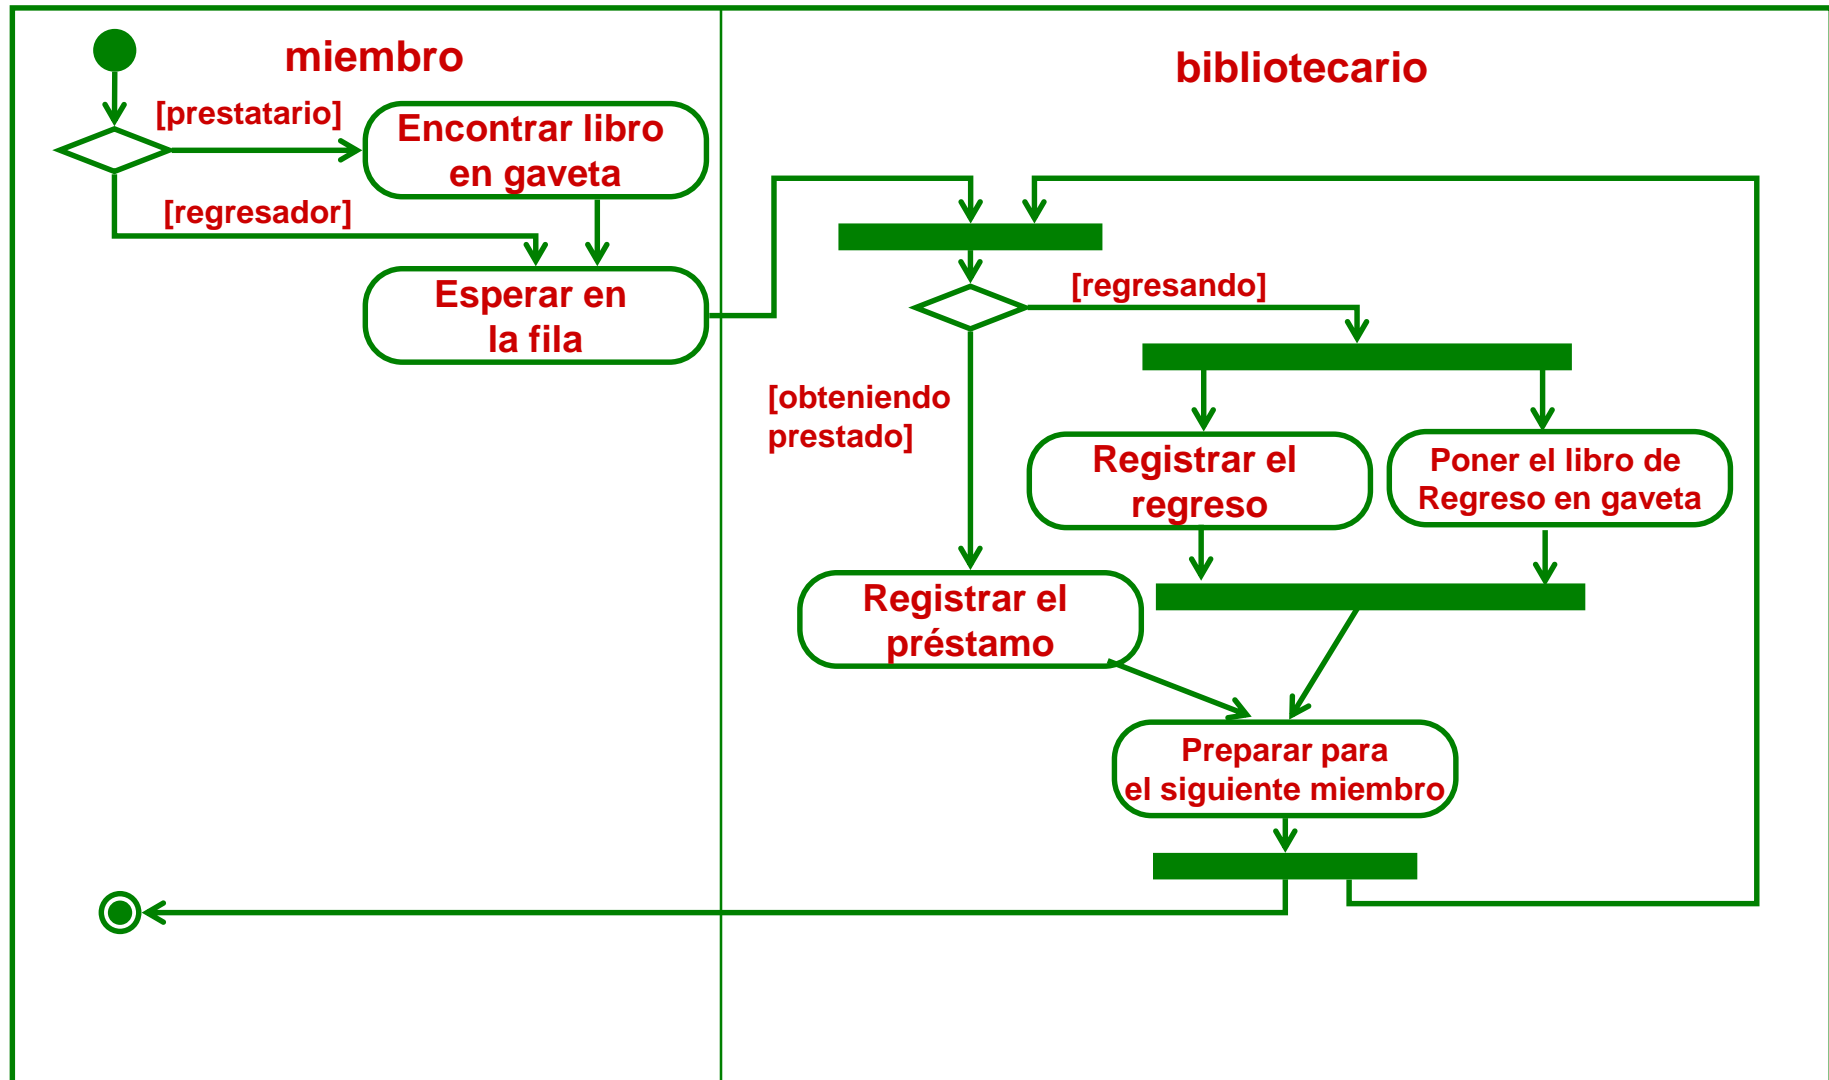 miembro
bibliotecario
[prestatario]
Encontrar libro
en gaveta
[regresador]
Esperar en
la fila
[regresando]
[obteniendo
prestado]
Registrar el
regreso
Poner el libro de
Regreso en gaveta
Registrar el
préstamo
Preparar para
el siguiente miembro